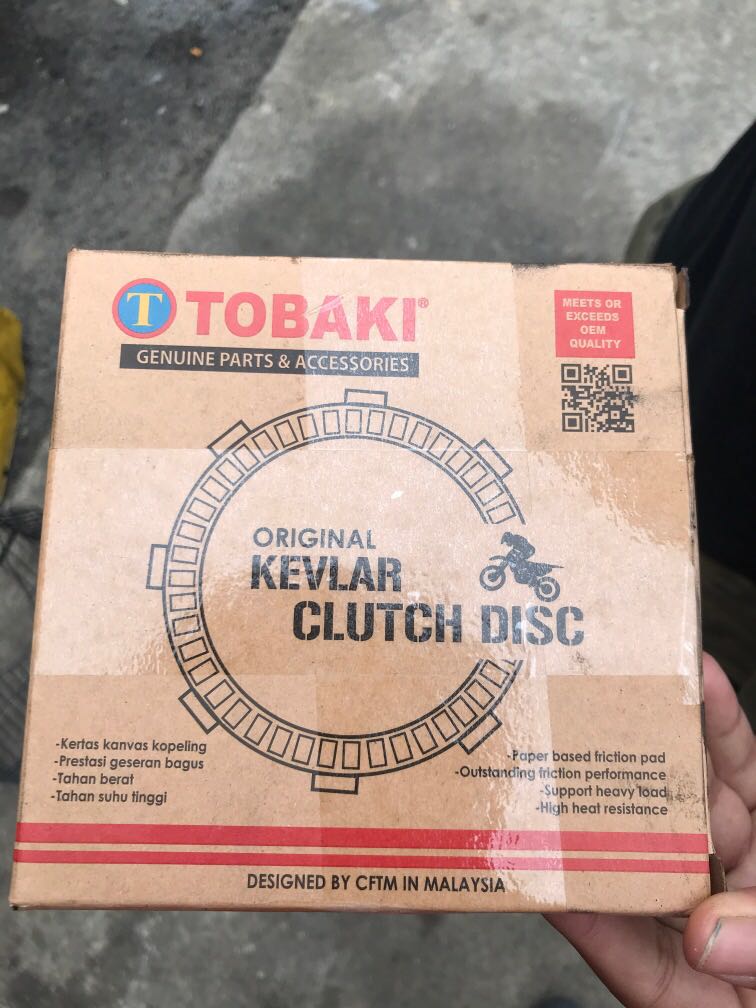 T TOBAKI®
GENUINE PARTS & ACCESSORIES
MEETS OR
EXCEEDS
OEM
QUALITY
ORIGINAL
KEVLAR
CLUTCH DISC
-Kertas kanvas kopeling
-Prestasi geseran bagus
-Tahan berat
-Tahan suhu tinggi
-Paper based friction pad
-Outstanding friction performance
-Support heavy load
-High heat resistance
DESIGNED BY CFTM IN MALAYSIA